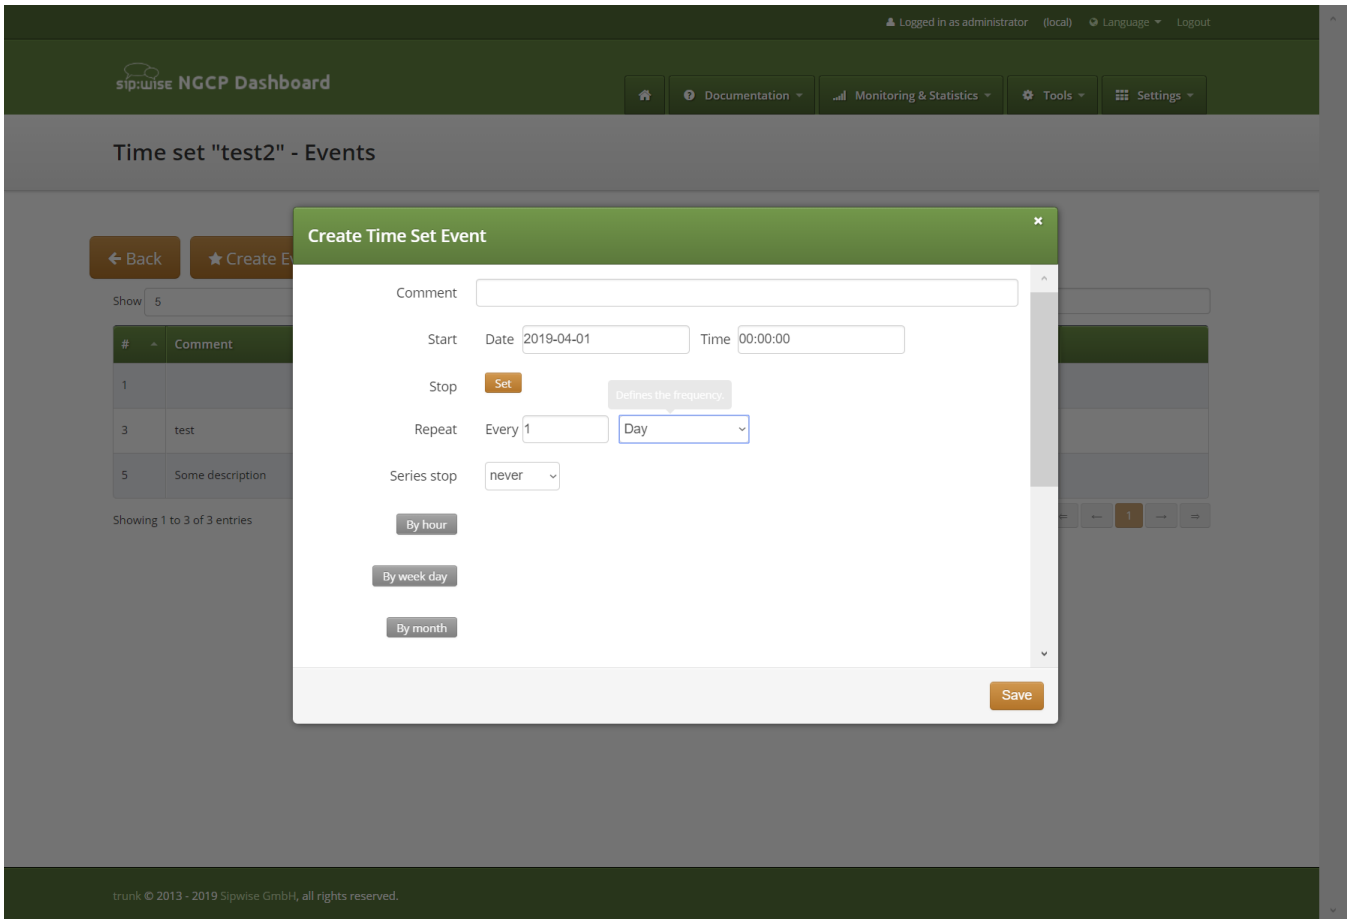 Logged in as administrator (local) Language Logout
sip:wise NGCP Dashboard
Documentation Monitoring & Statistics Tools Settings
Time set "test2" - Events
Create Time Set Event
Back Create Ev
Comment
Show 5
Start Date 2019-04-01 Time 00:00:00
# Comment
Stop Set
Defines the frequency.
1
Repeat Every 1 Day
3 test
Series stop never
5 Some description
Showing 1 to 3 of 3 entries
1
By hour
By week day
By month
Save
trunk © 2013 - 2019 Sipwise GmbH, all rights reserved.